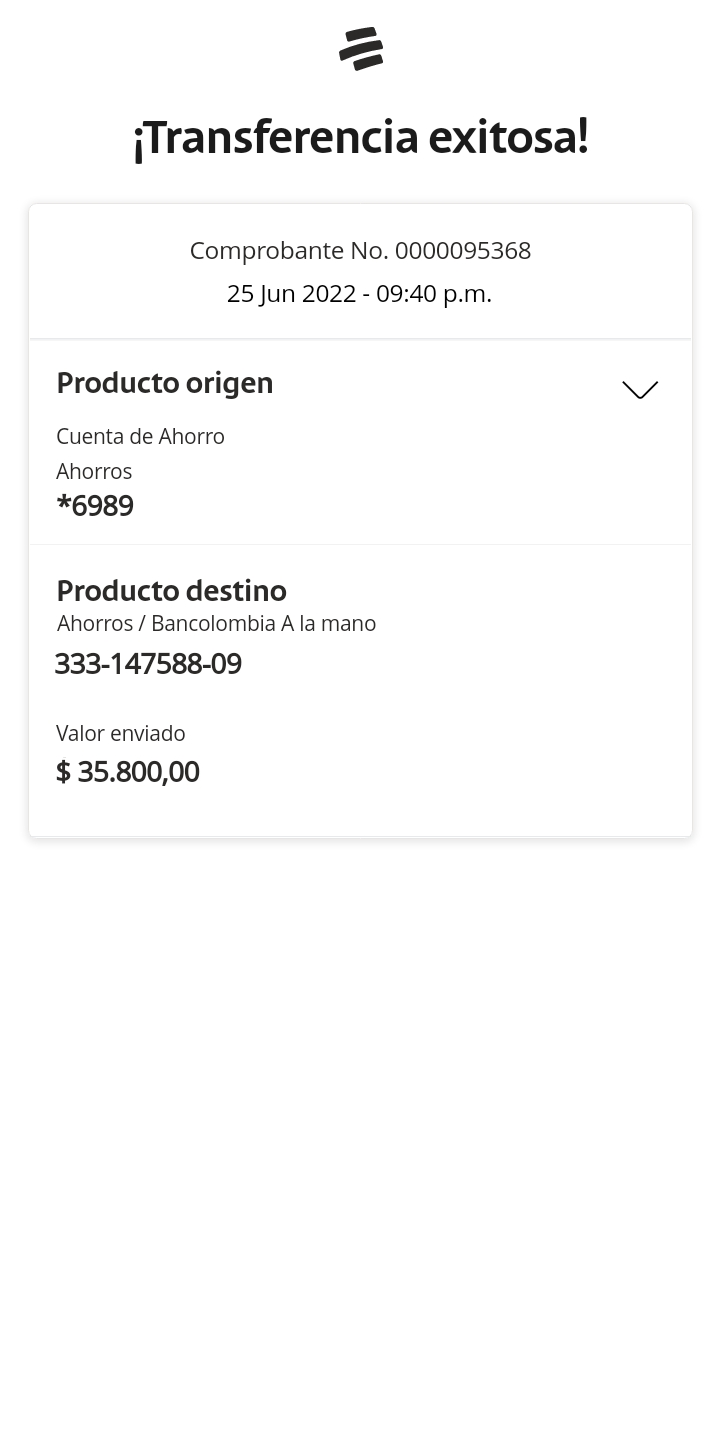 ¡Transferencia exitosa!
Comprobante No. 0000095368
25 Jun 2022 - 09:40 p.m.
Producto origen
Cuenta de Ahorro
Ahorros
*6989
Producto destino
Ahorros / Bancolombia A la mano
333-147588-09
Valor enviado
$ 35.800,00